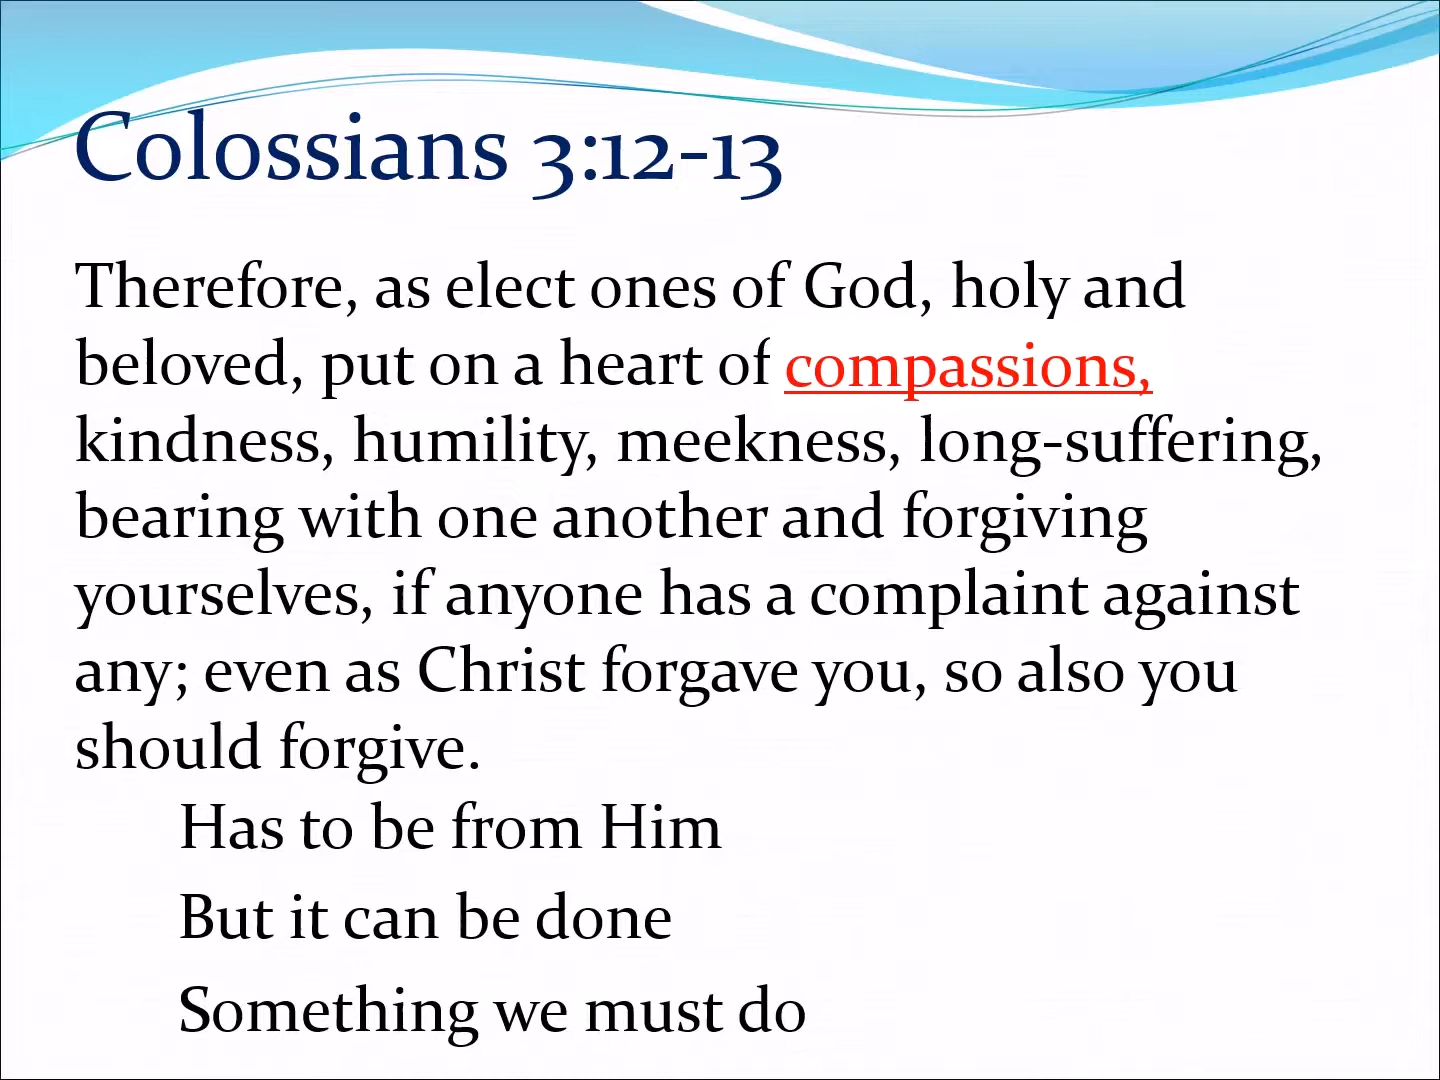 Colossians 3:12-13
Therefore, as elect ones of God, holy and
beloved, put on a heart of compassions,
kindness, humility, meekness, long-suffering,
bearing with one another and forgiving
yourselves, if anyone has a complaint against
any; even as Christ forgave you, so also you
should forgive.
Has to be from Him
But it can be done
Something we must do